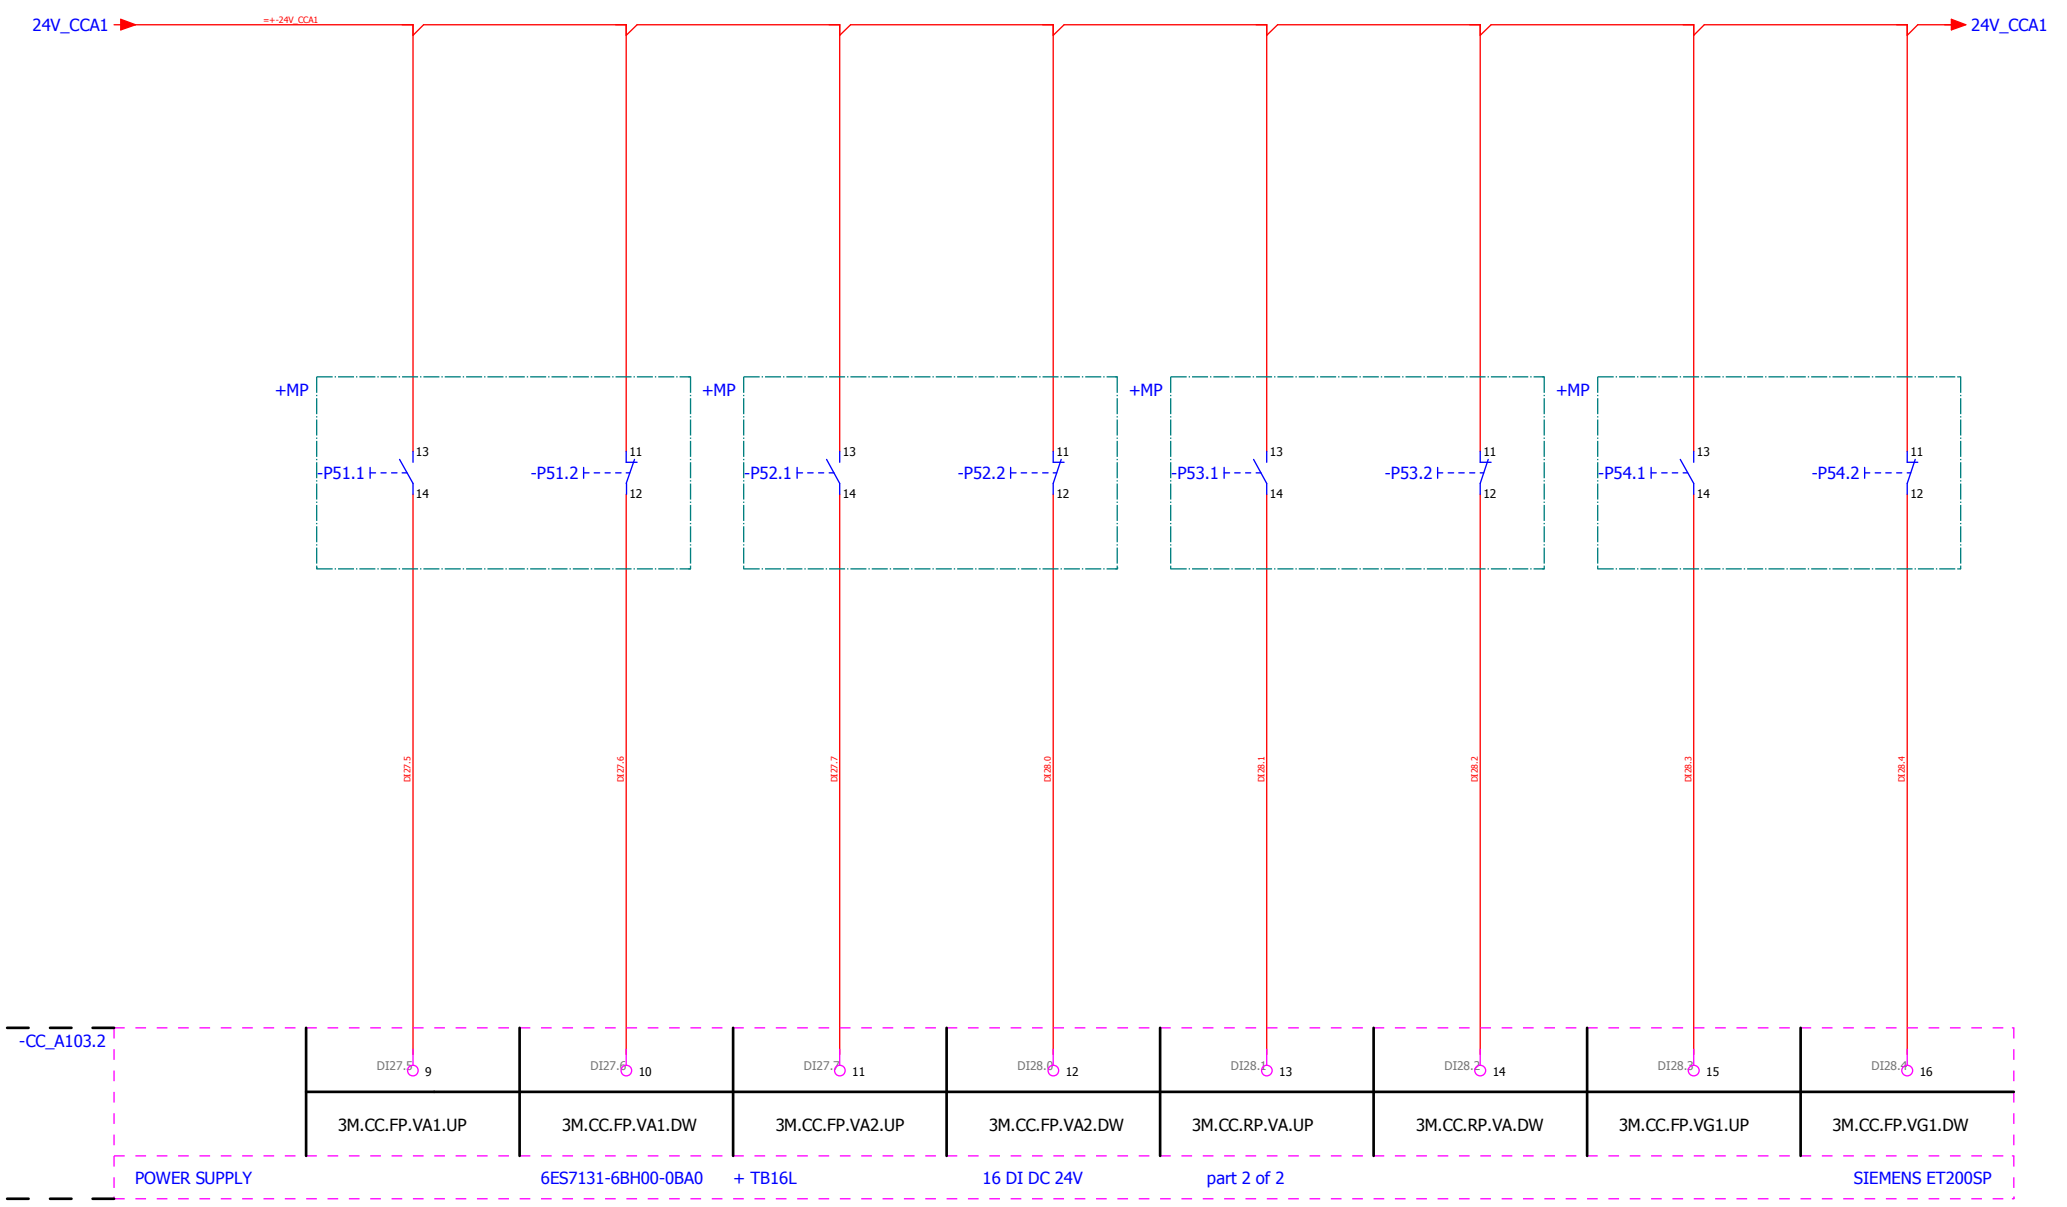 24V_CCA1 =+-24V_CCA1 24V_CCA1
+MP +MP +MP +MP
13 11 13 11 13 11 13 11
-P51.1 -P51.2 -P52.1 -P52.2 -P53.1 -P53.2 -P54.1 -P54.2
14 12 14 12 14 12 14 12
DI27.5 DI27.6 DI27.7 DI28.0 DI28.1 DI28.2 DI28.3 DI28.4
-CC_A103.2
DI27.5 9 DI27.6 10 DI27.7 11 DI28.0 12 DI28.1 13 DI28.2 14 DI28.3 15 DI28.4 16
3M.CC.FP.VA1.UP 3M.CC.FP.VA1.DW 3M.CC.FP.VA2.UP 3M.CC.FP.VA2.DW 3M.CC.RP.VA.UP 3M.CC.RP.VA.DW 3M.CC.FP.VG1.UP 3M.CC.FP.VG1.DW
POWER SUPPLY 6ES7131-6BH00-0BA0 + TB16L 16 DI DC 24V part 2 of 2 SIEMENS ET200SP